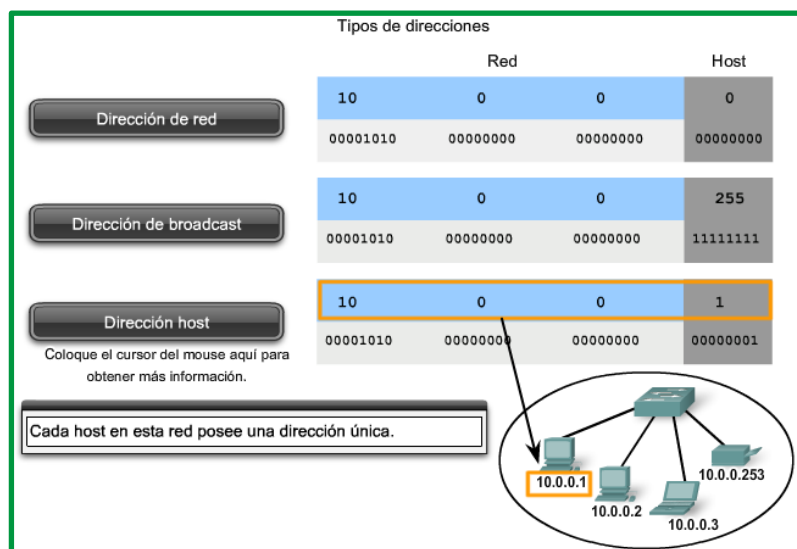 Tipos de direcciones
Red Host
Dirección de red
10 0 0 0
00001010 00000000 00000000 00000000
Dirección de broadcast
10 0 0 255
00001010 00000000 00000000 11111111
Dirección host
10 0 0 1
00001010 00000000 00000000 00000001
Coloque el cursor del mouse aquí para
obtener más información.
Cada host en esta red posee una dirección única.
10.0.0.1
10.0.0.2
10.0.0.3
10.0.0.253